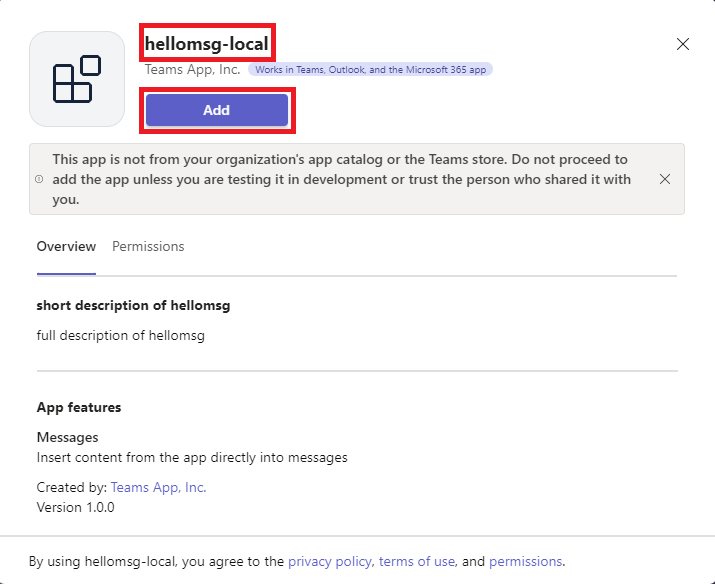 hellomsg-local
Teams App, Inc. Works in Teams, Outlook, and the Microsoft 365 app
Add
This app is not from your organization's app catalog or the Teams store. Do not proceed to
add the app unless you are testing it in development or trust the person who shared it with
you.
Overview Permissions
short description of hellomsg
full description of hellomsg
App features
Messages
Insert content from the app directly into messages
Created by: Teams App, Inc.
Version 1.0.0
By using hellomsg-local, you agree to the privacy policy, terms of use, and permissions.